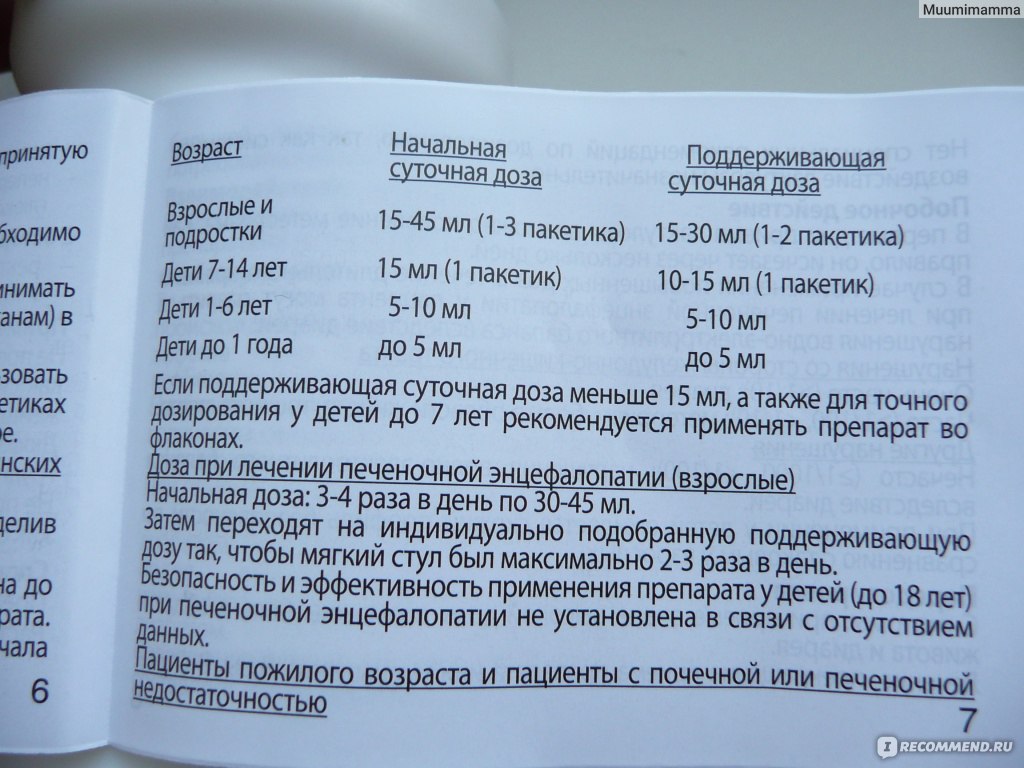 Muumimamma
принятую
обходимо
инимать
канам) в
ьзовать
етиках
ре.
нских
делив
на до
рата.
чала
6
Возраст Начальная суточная доза Поддерживающая суточная доза
Взрослые и подростки 15-45 мл (1-3 пакетика) 15-30 мл (1-2 пакетика)
Дети 7-14 лет 15 мл (1 пакетик) 10-15 мл (1 пакетик)
Дети 1-6 лет 5-10 мл 5-10 мл
Дети до 1 года до 5 мл до 5 мл
Если поддерживающая суточная доза меньше 15 мл, а также для точного
дозирования у детей до 7 лет рекомендуется применять препарат во
флаконах.
Доза при лечении печеночной энцефалопатии (взрослые)
Начальная доза: 3-4 раза в день по 30-45 мл.
Затем переходят на индивидуально подобранную поддерживающую
дозу так, чтобы мягкий стул был максимально 2-3 раза в день.
Безопасность и эффективность применения препарата у детей (до 18 лет)
при печеночной энцефалопатии не установлена в связи с отсутствием
данных.
Пациенты пожилого возраста и пациенты с почечной или печеночной
недостаточностью
7
IRECOMMEND.RU